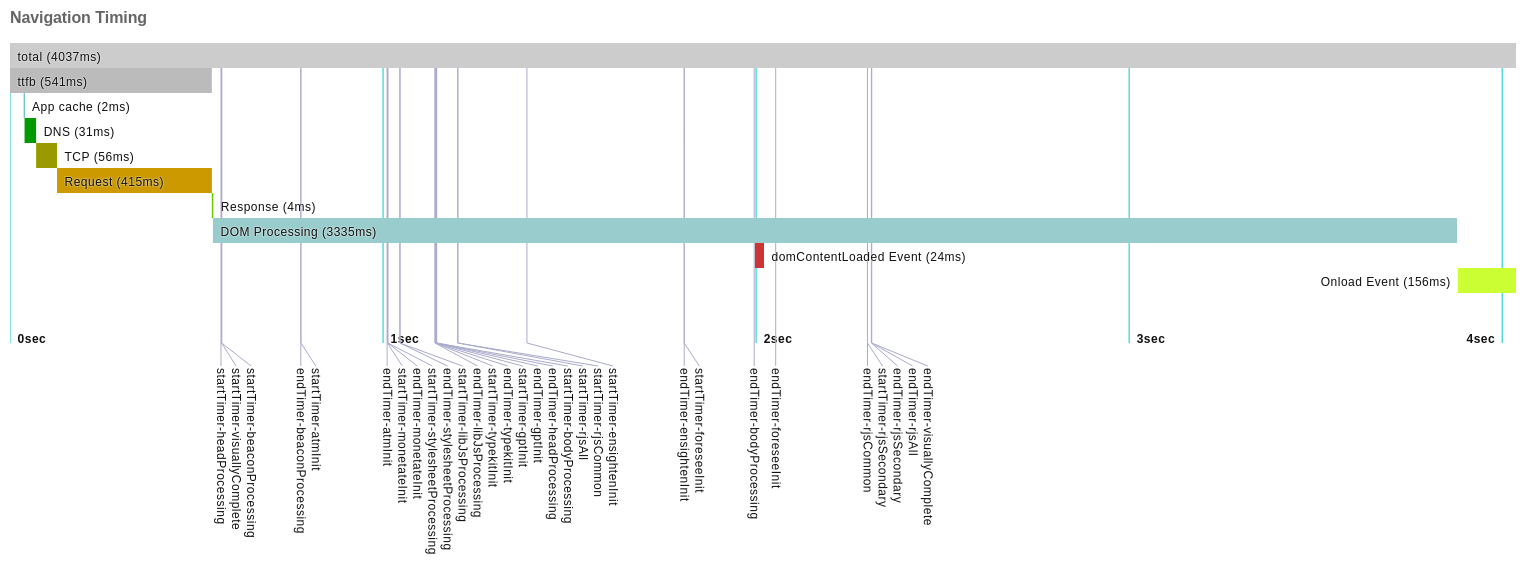 Navigation Timing
total (4037ms)
ttfb (541ms)
App cache (2ms)
DNS (31ms)
TCP (56ms)
Request (415ms)
Response (4ms)
DOM Processing (3335ms)
domContentLoaded Event (24ms)
Onload Event (156ms)
0sec
1sec
2sec
3sec
4sec
startTimer-headProcessing
startTimer-visuallyComplete
startTimer-beaconProcessing
endTimer-beaconProcessing
startTimer-atmInit
endTimer-atmInit
startTimer-monetateInit
endTimer-monetateInit
startTimer-stylesheetProcessing
endTimer-stylesheetProcessing
startTimer-libJsProcessing
endTimer-libJsProcessing
startTimer-typekitInit
endTimer-typekitInit
startTimer-gptInit
endTimer-gptInit
endTimer-headProcessing
startTimer-bodyProcessing
startTimer-rjsAll
startTimer-rjsCommon
startTimer-ensightenInit
endTimer-ensightenInit
startTimer-foreseeInit
endTimer-bodyProcessing
endTimer-foreseeInit
endTimer-rjsCommon
startTimer-rjsSecondary
endTimer-rjsSecondary
endTimer-rjsAll
endTimer-visuallyComplete